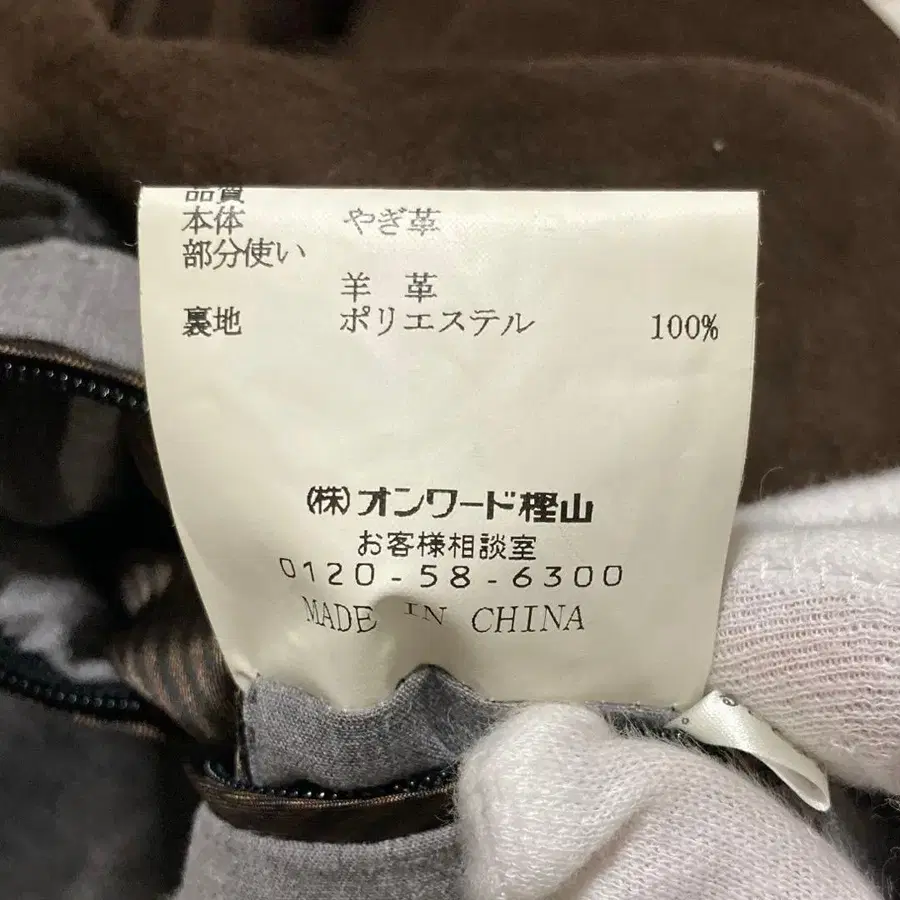 品質
本体 やぎ革
部分使い
羊 革
裏地 ポリエステル 100%
(株)オンワード樫山
お客様相談室
0120-58-6300
MADE IN CHINA